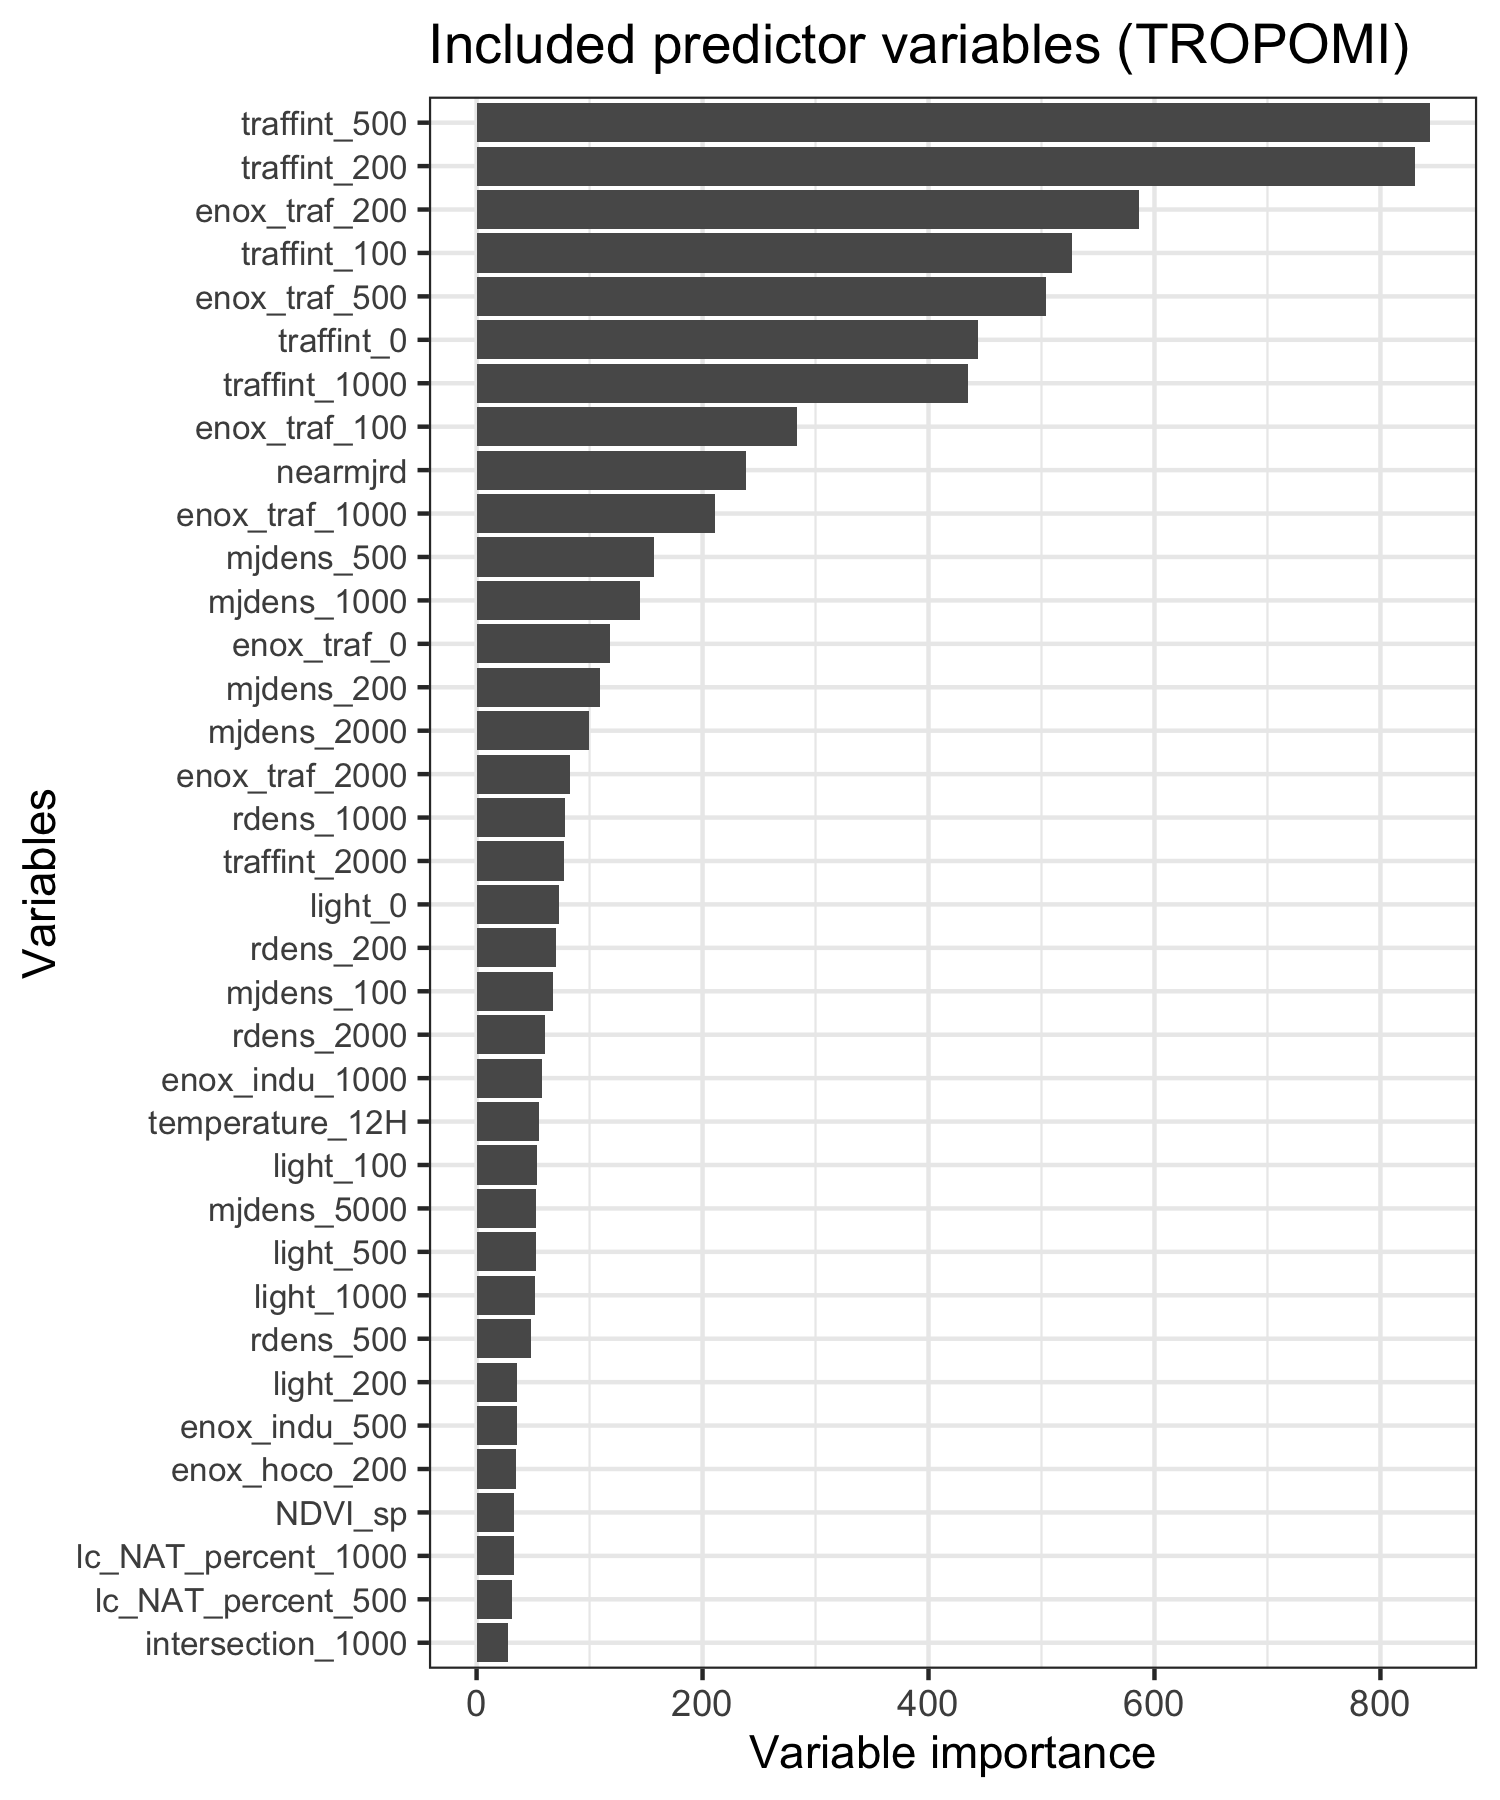 Included predictor variables (TROPOMI)
traffint_500
traffint_200
enox_traf_200
traffint_100
enox_traf_500
traffint_0
traffint_1000
enox_traf_100
nearmjrd
enox_traf_1000
mjdens_500
mjdens_1000
enox_traf_0
mjdens_200
mjdens_2000
enox_traf_2000
rdens_1000
traffint_2000
light_0
rdens_200
mjdens_100
rdens_2000
enox_indu_1000
temperature_12H
light_100
mjdens_5000
light_500
light_1000
rdens_500
light_200
enox_indu_500
enox_hoco_200
NDVI_sp
lc_NAT_percent_1000
lc_NAT_percent_500
intersection_1000
Variables
0 200 400 600 800
Variable importance